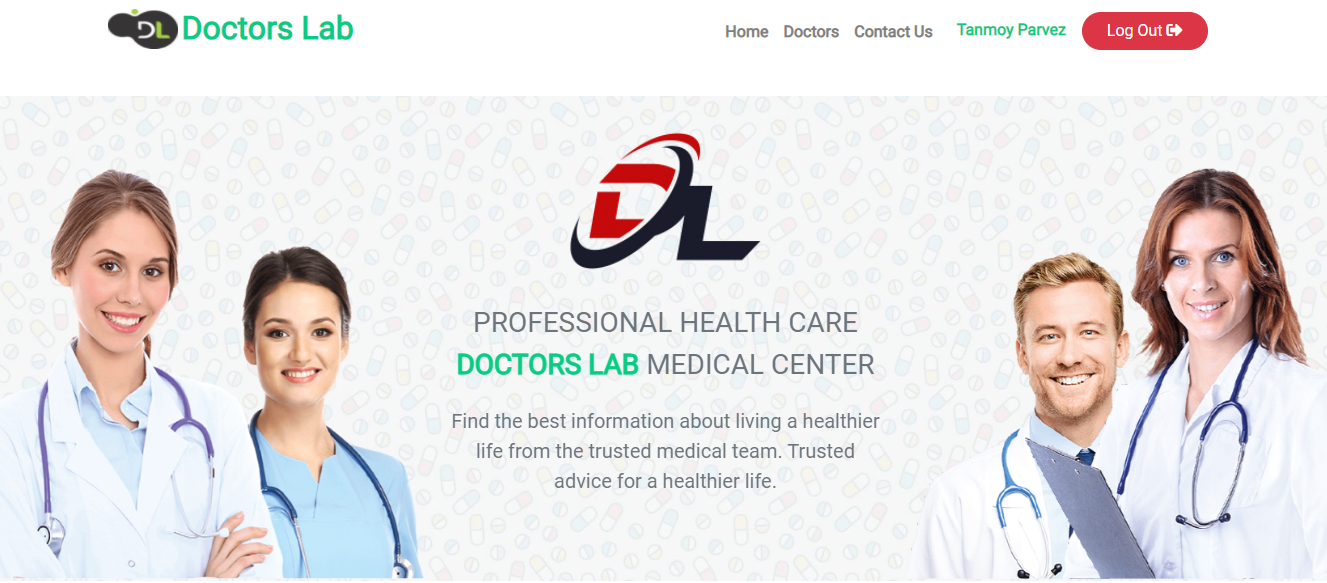 DL Doctors Lab
Home Doctors Contact Us Tanmoy Parvez Log Out
DL
PROFESSIONAL HEALTH CARE
DOCTORS LAB MEDICAL CENTER
Find the best information about living a healthier
life from the trusted medical team. Trusted
advice for a healthier life.